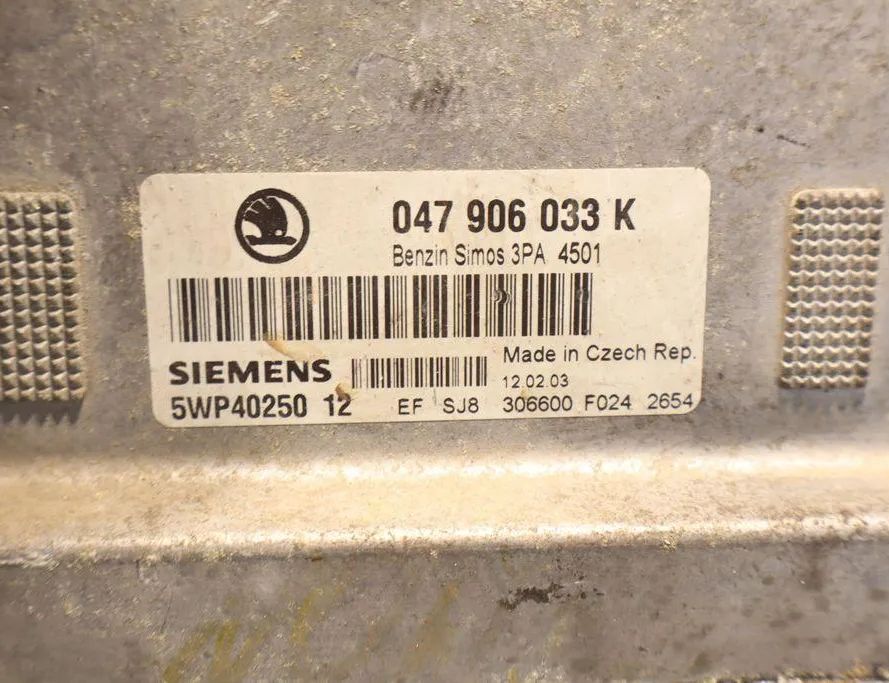 047 906 033 K
Benzin Simos 3PA 4501
SIEMENS
Made in Czech Rep.
12.02.03
5WP40250 12 EF SJ8 306600 F024 2654